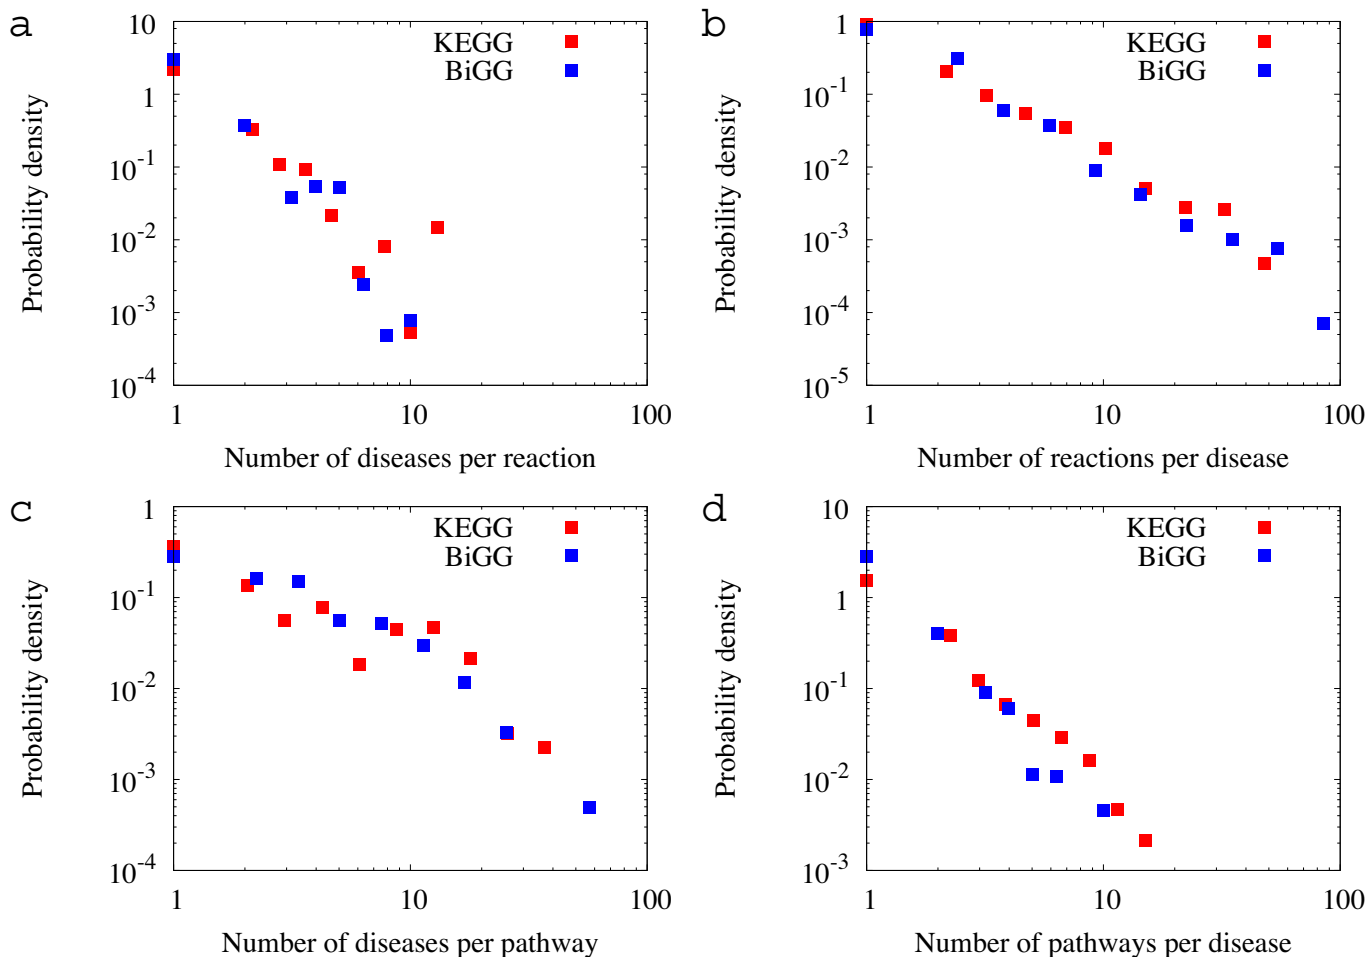 a
10
1
10^-1
10^-2
10^-3
10^-4
1
10
100
Probability density
Number of diseases per reaction
KEGG
BiGG
b
1
10^-1
10^-2
10^-3
10^-4
10^-5
1
10
100
Probability density
Number of reactions per disease
KEGG
BiGG
c
1
10^-1
10^-2
10^-3
10^-4
1
10
100
Probability density
Number of diseases per pathway
KEGG
BiGG
d
10
1
10^-1
10^-2
10^-3
1
10
100
Probability density
Number of pathways per disease
KEGG
BiGG